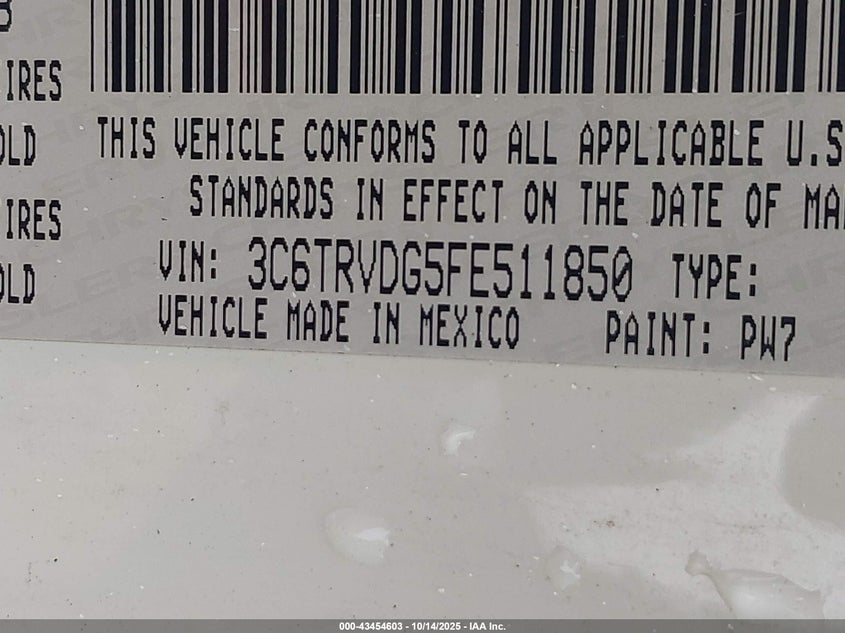 IRES
OLD
IRES
OLD
THIS VEHICLE CONFORMS TO ALL APPLICABLE U.S
STANDARDS IN EFFECT ON THE DATE OF MA
VIN: 3C6TRVDG5FE511850 TYPE:
VEHICLE MADE IN MEXICO PAINT: PW7
000-43454603 - 10/14/2025 - IAA Inc.